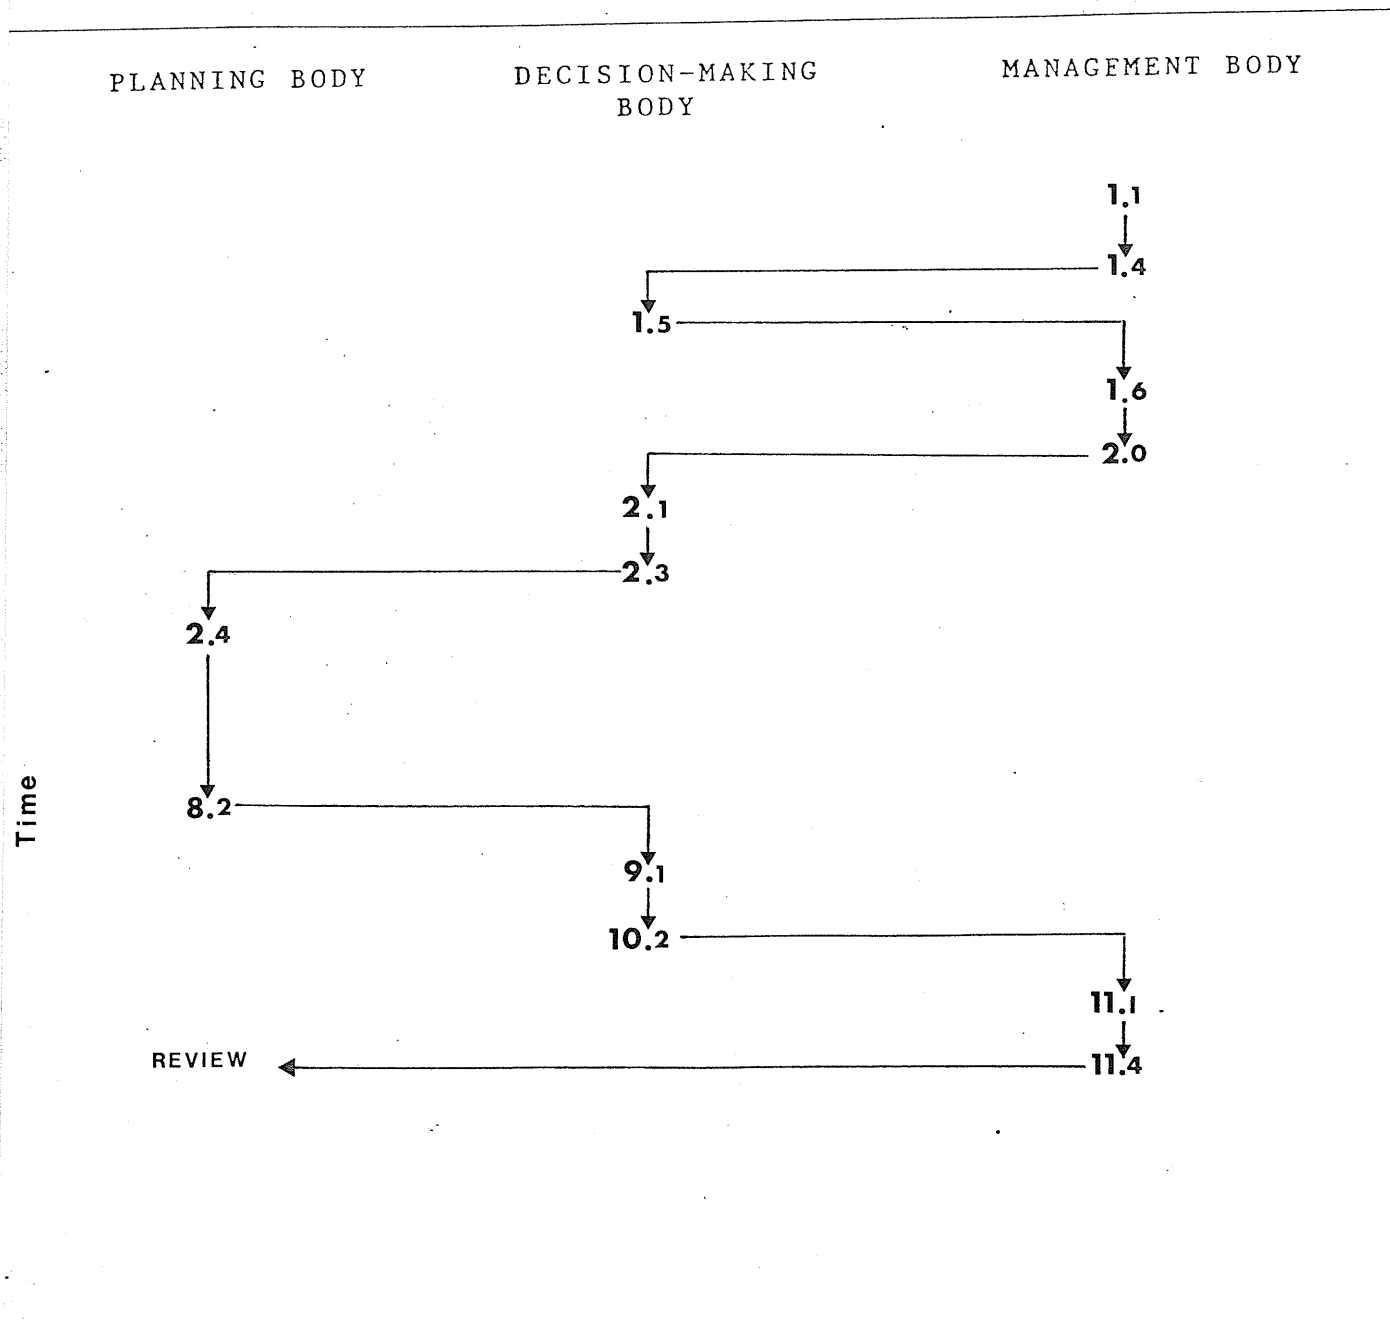 PLANNING BODY
DECISION-MAKING
BODY
MANAGEMENT BODY
1.1
1.4
1.5
1.6
2.0
2.1
2.3
2.4
Time
8.2
9.1
10.2
11.1
REVIEW
11.4